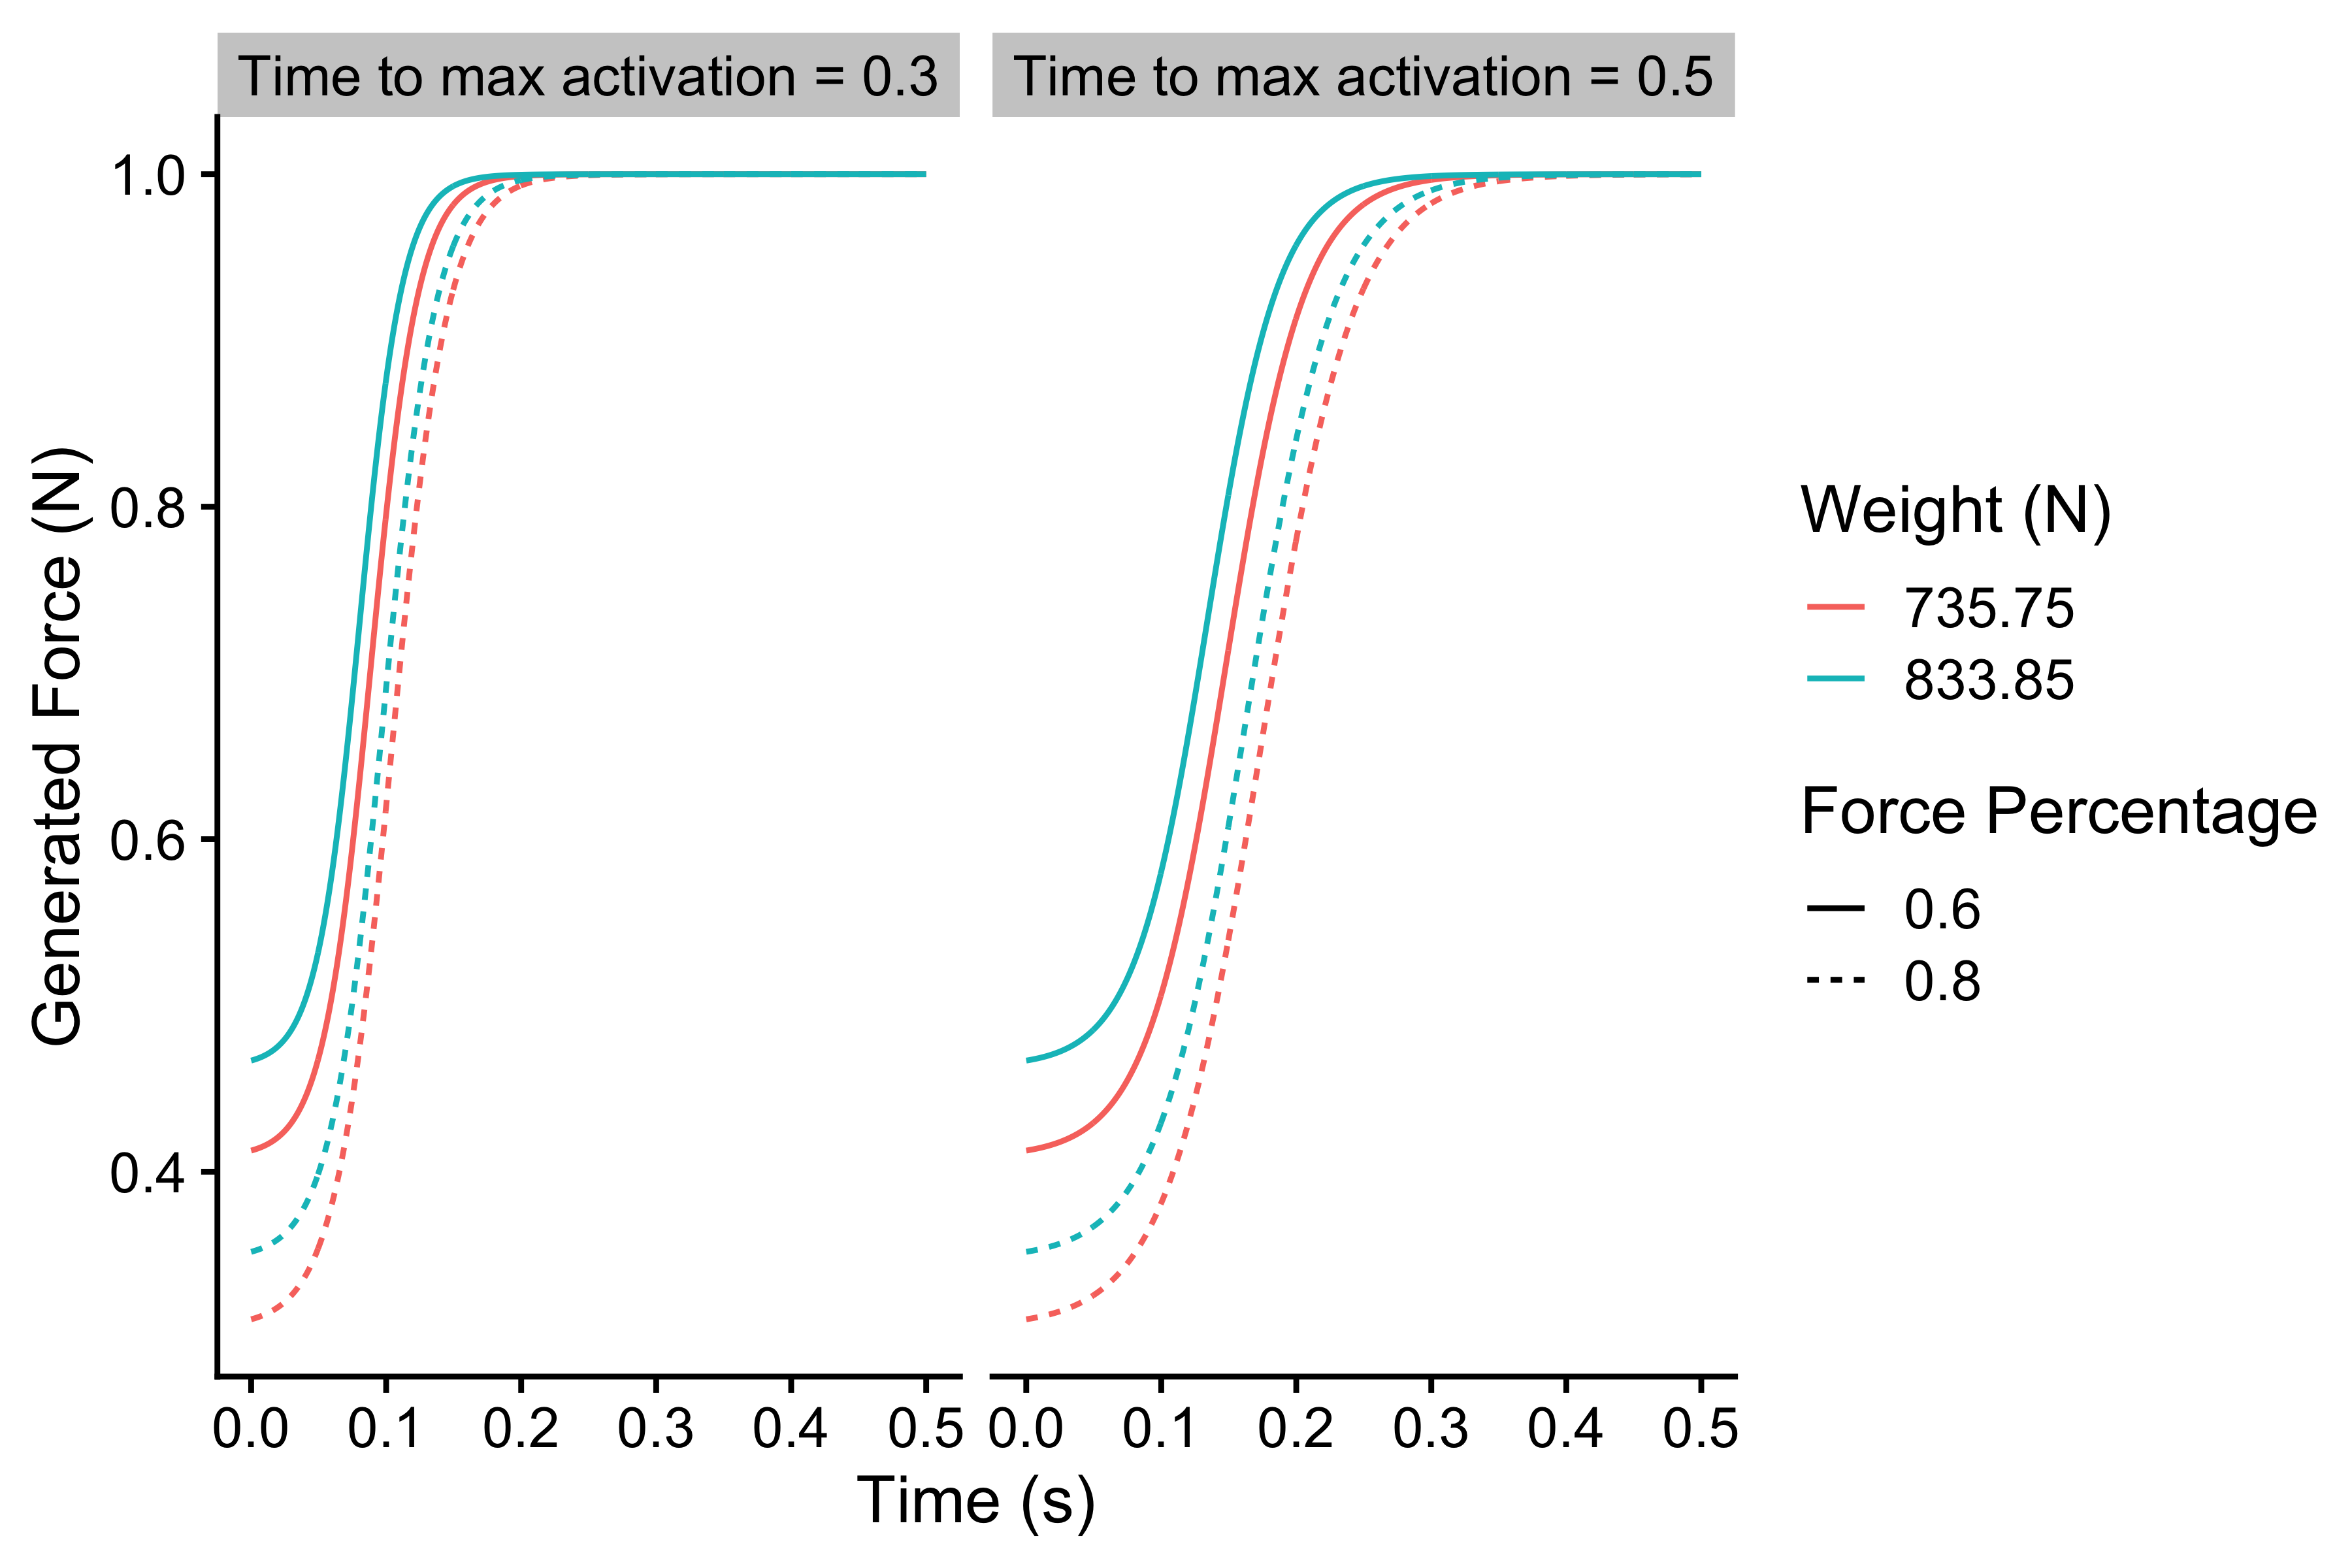 Time to max activation = 0.3
Time to max activation = 0.5
Generated Force (N)
1.0
0.8
0.6
0.4
0.0 0.1 0.2 0.3 0.4 0.5
0.0 0.1 0.2 0.3 0.4 0.5
Time (s)
Weight (N)
735.75
833.85
Force Percentage
0.6
0.8